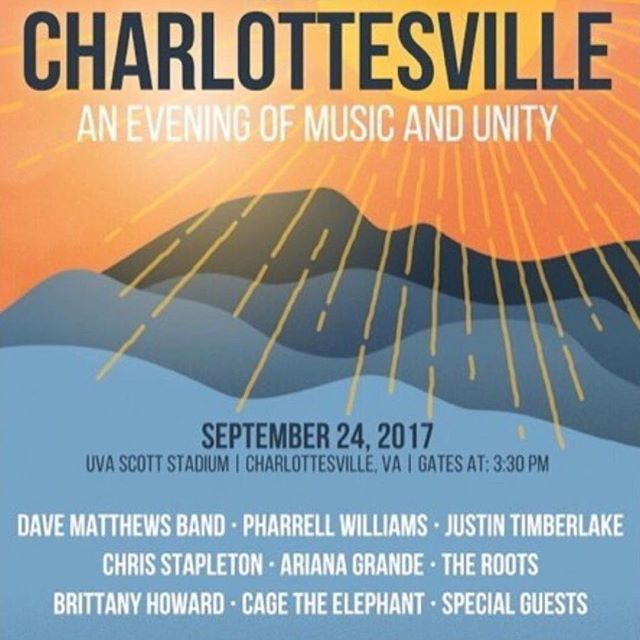 CHARLOTTESVILLE
AN EVENING OF MUSIC AND UNITY
SEPTEMBER 24, 2017
UVA SCOTT STADIUM | CHARLOTTESVILLE, VA | GATES AT: 3:30 PM
DAVE MATTHEWS BAND · PHARRELL WILLIAMS · JUSTIN TIMBERLAKE
CHRIS STAPLETON · ARIANA GRANDE · THE ROOTS
BRITTANY HOWARD · CAGE THE ELEPHANT · SPECIAL GUESTS